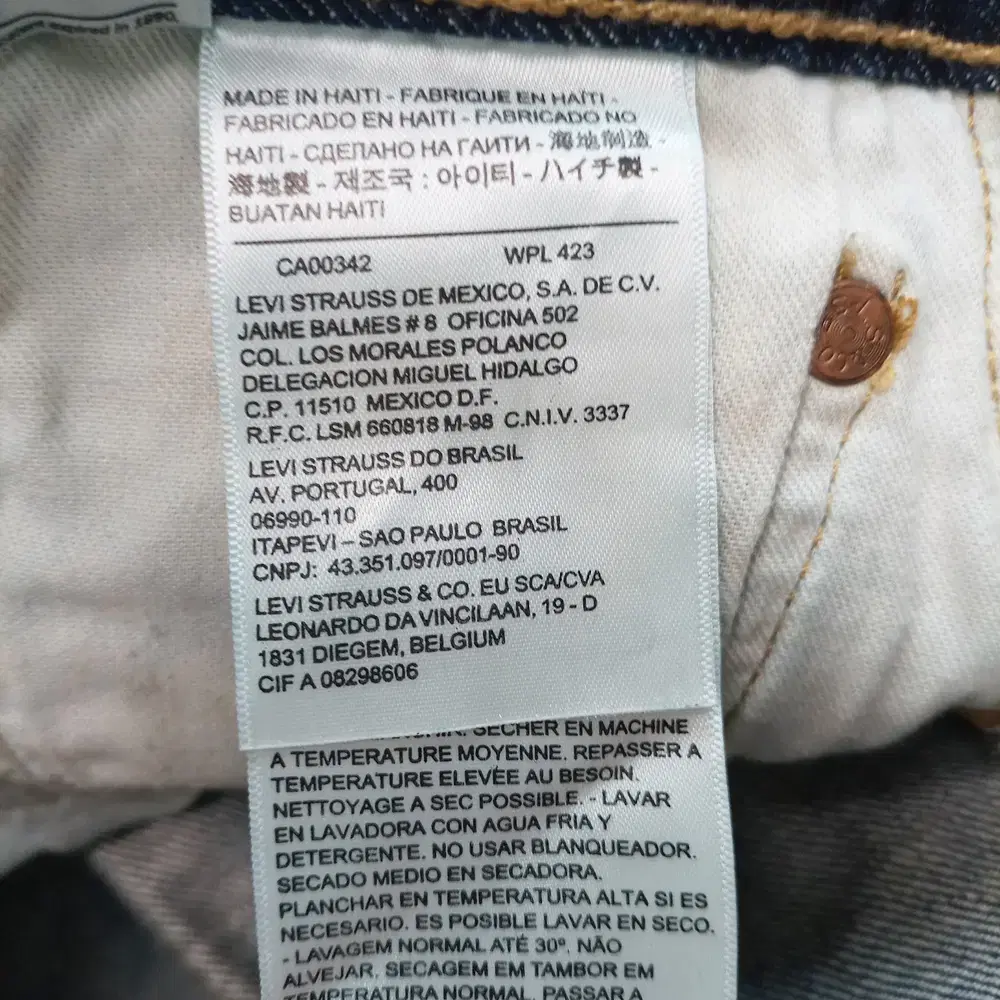 in 1890.
MADE IN HAITI - FABRIQUE EN HAÏTI -
FABRICADO EN HAITI - FABRICADO NO
HAITI - СДЕЛАНО НА ГАИТИ - 海地制造 -
海地製 - 제조국 : 아이티 - ハイチ製 -
BUATAN HAITI
CA00342 WPL 423
LEVI STRAUSS DE MEXICO, S.A. DE C.V.
JAIME BALMES # 8 OFICINA 502
COL. LOS MORALES POLANCO
DELEGACION MIGUEL HIDALGO
C.P. 11510 MEXICO D.F.
R.F.C. LSM 660818 M-98 C.N.I.V. 3337
LEVI STRAUSS DO BRASIL
AV. PORTUGAL, 400
06990-110
ITAPEVI – SAO PAULO BRASIL
CNPJ: 43.351.097/0001-90
LEVI STRAUSS & CO. EU SCA/CVA
LEONARDO DA VINCILAAN, 19 - D
1831 DIEGEM, BELGIUM
CIF A 08298606
SECHER EN MACHINE
A TEMPERATURE MOYENNE. REPASSER A
TEMPERATURE ELEVÉE AU BESOIN.
NETTOYAGE A SEC POSSIBLE. - LAVAR
EN LAVADORA CON AGUA FRIA Y
DETERGENTE. NO USAR BLANQUEADOR.
SECADO MEDIO EN SECADORA.
PLANCHAR EN TEMPERATURA ALTA SI ES
NECESARIO. ES POSIBLE LAVAR EN SECO.
- LAVAGEM NORMAL ATÉ 30º. NÃO
ALVEJAR. SECAGEM EM TAMBOR EM
TEMPERATURA NORMAL. PASSAR A